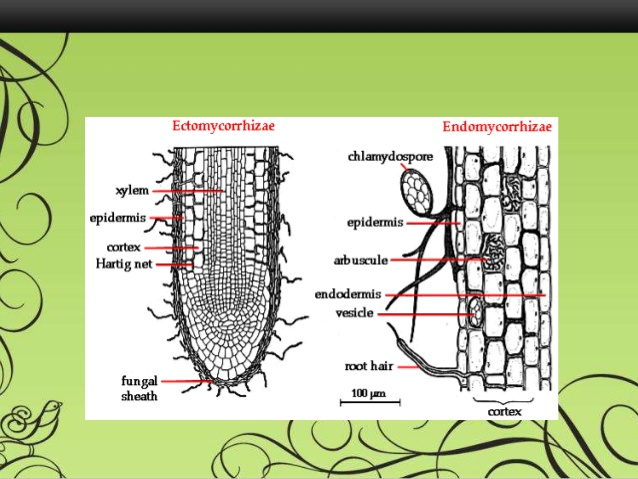 Ectomycorrhizae
xylem
epidermis
cortex
Hartig net
fungal
sheath
Endomycorrhizae
chlamydospore
epidermis
arbuscule
endodermis
vesicle
root hair
100 µm
cortex